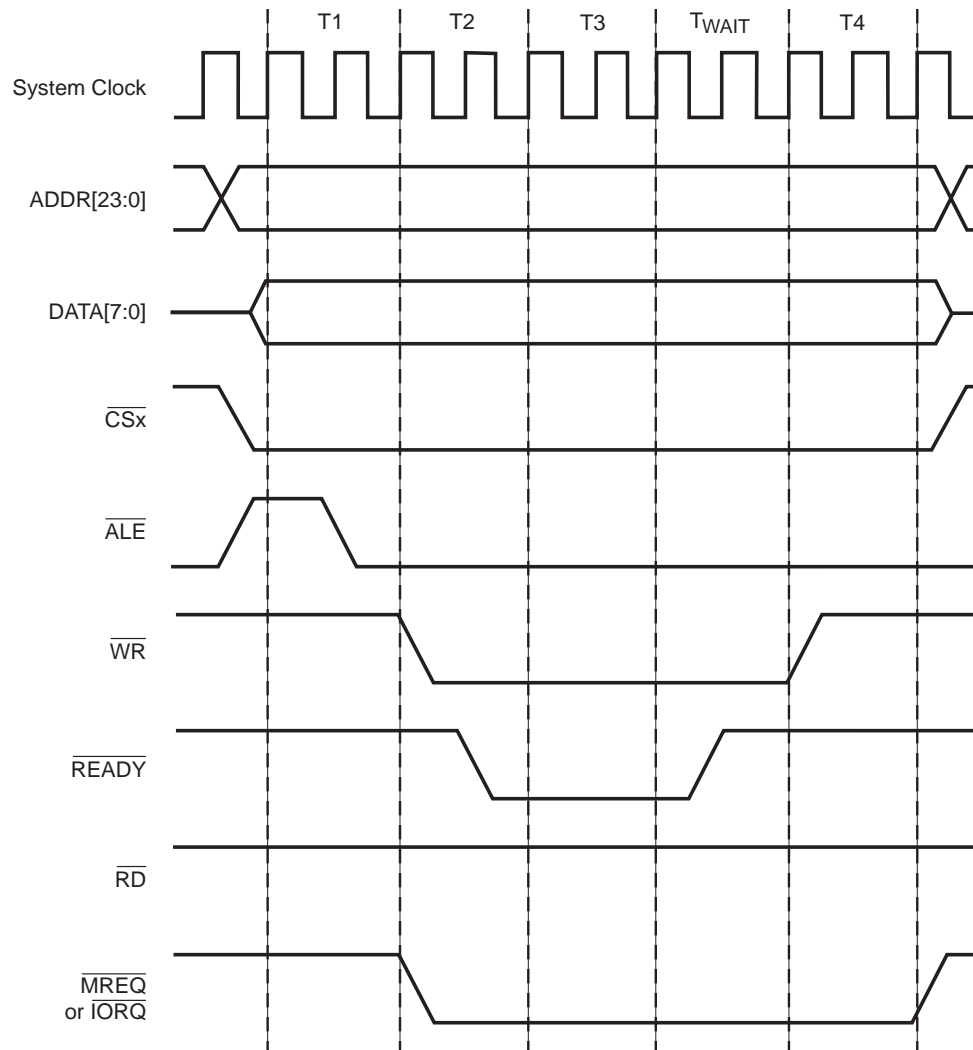 T1 T2 T3 TWAIT T4
System Clock
ADDR[23:0]
DATA[7:0]
CSx
ALE
WR
READY
RD
MREQ
or IORQ